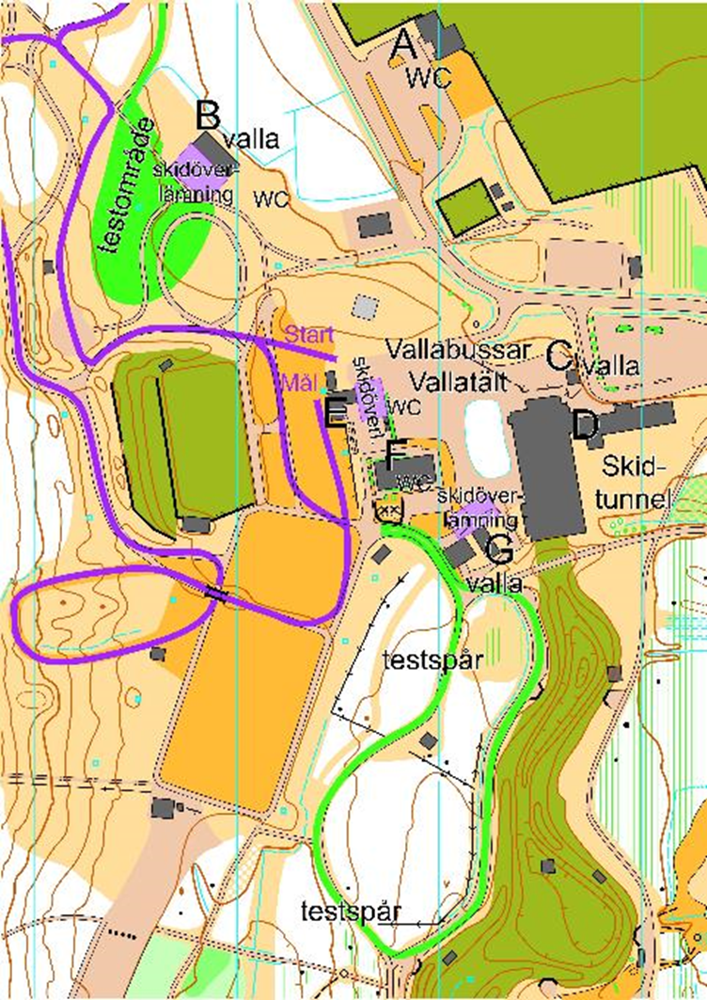 A
WC
B
valla
testområde
skidöver-
lämning
WC
Start
Mål
skidöverl
Vallabussar
Vallatält
C
valla
WC
E
D
F
WC
Skid-
tunnel
skidöver-
lämning
xx
G
valla
testspår
testspår